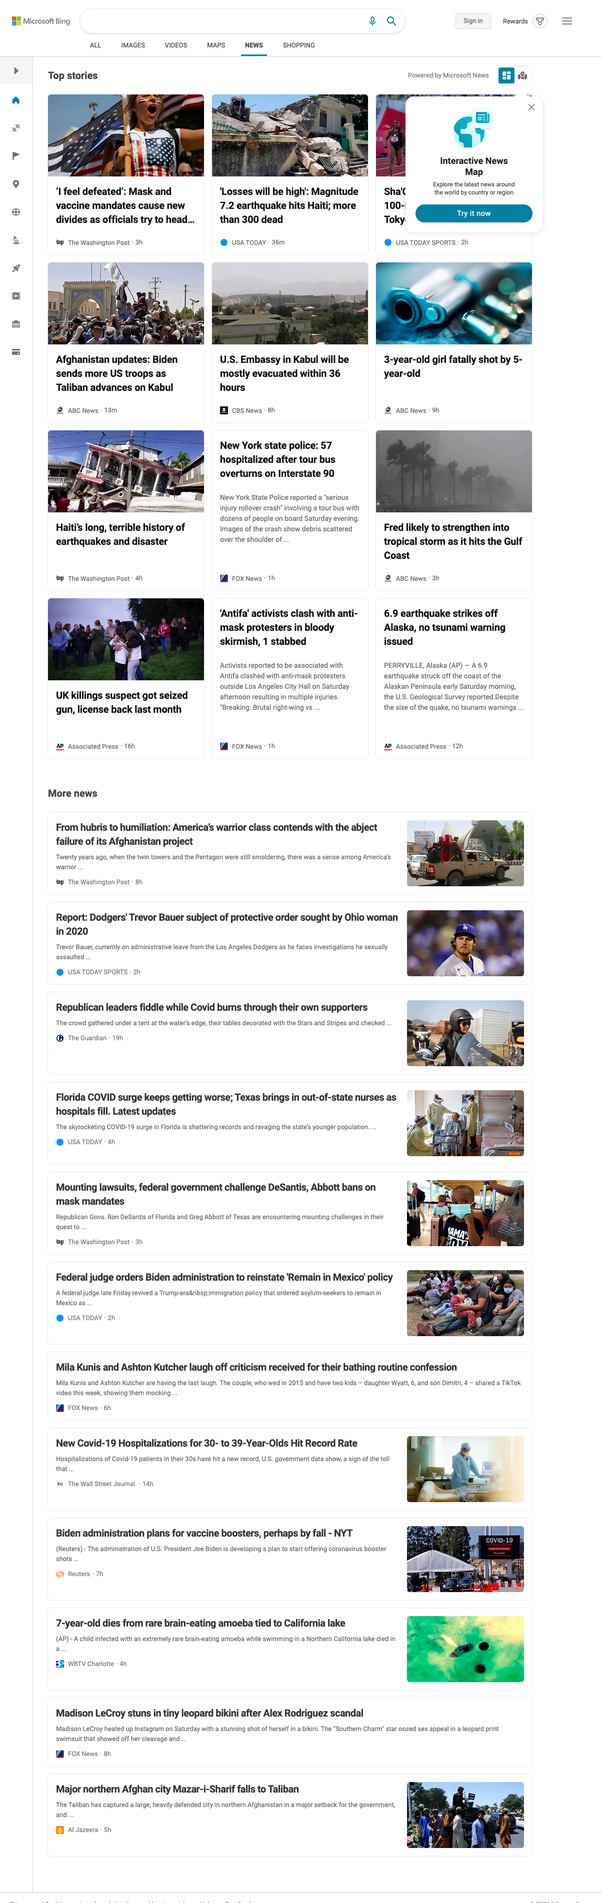 Microsoft Bing
Sign in
Rewards
ALL
IMAGES
VIDEOS
MAPS
NEWS
SHOPPING
Top stories
Powered by Microsoft News
Interactive News
Map
Explore the latest news around
the world by country or region
Try it now
'I feel defeated': Mask and
vaccine mandates cause new
divides as officials try to head...
The Washington Post · 3h
'Losses will be high': Magnitude
7.2 earthquake hits Haiti; more
than 300 dead
USA TODAY · 36m
100-
Toky
USA TODAY SPORTS · 2h
Afghanistan updates: Biden
sends more US troops as
Taliban advances on Kabul
ABC News · 13m
U.S. Embassy in Kabul will be
mostly evacuated within 36
hours
CBS News · 8h
3-year-old girl fatally shot by 5-
year-old
ABC News · 9h
Haiti's long, terrible history of
earthquakes and disaster
The Washington Post · 4h
New York state police: 57
hospitalized after tour bus
overturns on Interstate 90
New York State Police reported a "serious
injury rollover crash" involving a tour bus with
dozens of people on board Saturday evening.
Images of the crash show debris scattered
over the shoulder of ...
FOX News · 1h
Fred likely to strengthen into
tropical storm as it hits the Gulf
Coast
ABC News · 3h
UK killings suspect got seized
gun, license back last month
AP Associated Press · 16h
'Antifa' activists clash with anti-
mask protesters in bloody
skirmish, 1 stabbed
Activists reported to be associated with
Antifa clashed with anti-mask protesters
outside Los Angeles City Hall on Saturday
afternoon resulting in multiple injuries.
"Breaking: Brutal right-wing vs ...
FOX News · 1h
6.9 earthquake strikes off
Alaska, no tsunami warning
issued
PERRYVILLE, Alaska (AP) — A 6.9
earthquake struck off the coast of the
Alaskan Peninsula early Saturday morning,
the U.S. Geological Survey reported.Despite
the size of the quake, no tsunami warnings ...
AP Associated Press · 12h
More news
From hubris to humiliation: America's warrior class contends with the abject
failure of its Afghanistan project
Twenty years ago, when the twin towers and the Pentagon were still smoldering, there was a sense among America's
warrior ...
The Washington Post · 8h
Report: Dodgers' Trevor Bauer subject of protective order sought by Ohio woman
in 2020
Trevor Bauer, currently on administrative leave from the Los Angeles Dodgers as he faces investigations he sexually
assaulted ...
USA TODAY SPORTS · 2h
Republican leaders fiddle while Covid burns through their own supporters
The crowd gathered under a tent at the water's edge, their tables decorated with the Stars and Stripes and checked ...
The Guardian · 19h
Florida COVID surge keeps getting worse; Texas brings in out-of-state nurses as
hospitals fill. Latest updates
The skyrocketing COVID-19 surge in Florida is shattering records and ravaging the state's younger population. ...
USA TODAY · 4h
Mounting lawsuits, federal government challenge DeSantis, Abbott bans on
mask mandates
Republican Govs. Ron DeSantis of Florida and Greg Abbott of Texas are encountering mounting challenges in their
quest to ...
The Washington Post · 3h
Federal judge orders Biden administration to reinstate 'Remain in Mexico' policy
A federal judge late Friday revived a Trump-era&nbsp;immigration policy that ordered asylum-seekers to remain in
Mexico as ...
USA TODAY · 2h
Mila Kunis and Ashton Kutcher laugh off criticism received for their bathing routine confession
Mila Kunis and Ashton Kutcher are having the last laugh. The couple, who wed in 2015 and have two kids – daughter Wyatt, 6, and son Dimitri, 4 – shared a TikTok
video this week, showing them mocking ...
FOX News · 6h
New Covid-19 Hospitalizations for 30- to 39-Year-Olds Hit Record Rate
Hospitalizations of Covid-19 patients in their 30s have hit a new record, U.S. government data show, a sign of the toll
that ...
The Wall Street Journal. · 14h
Biden administration plans for vaccine boosters, perhaps by fall - NYT
(Reuters) - The administration of U.S. President Joe Biden is developing a plan to start offering coronavirus booster
shots ...
Reuters · 7h
COVID-19
7-year-old dies from rare brain-eating amoeba tied to California lake
(AP) - A child infected with an extremely rare brain-eating amoeba while swimming in a Northern California lake died in
a ...
WBTV Charlotte · 4h
Madison LeCroy stuns in tiny leopard bikini after Alex Rodriguez scandal
Madison LeCroy heated up Instagram on Saturday with a stunning shot of herself in a bikini. The "Southern Charm" star oozed sex appeal in a leopard print
swimsuit that showed off her cleavage and ...
FOX News · 8h
Major northern Afghan city Mazar-i-Sharif falls to Taliban
The Taliban has captured a large, heavily defended city in northern Afghanistan in a major setback for the government,
and ...
Al Jazeera · 5h